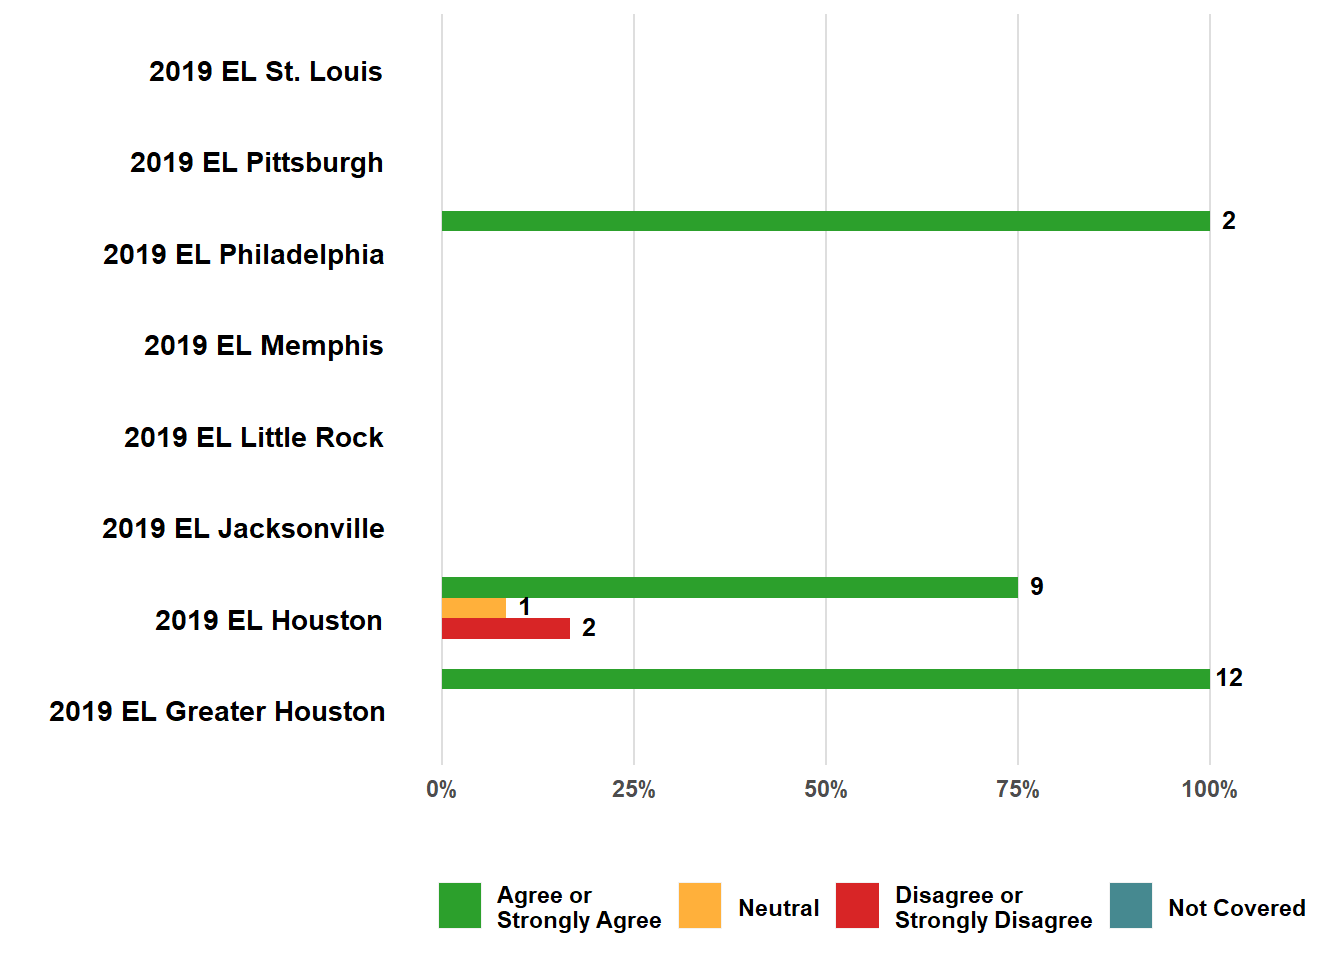 2019 EL St. Louis
2019 EL Pittsburgh
2
2019 EL Philadelphia
2019 EL Memphis
2019 EL Little Rock
2019 EL Jacksonville
9
1
2019 EL Houston
2
12
2019 EL Greater Houston
0% 25% 50% 75% 100%
Agree or
Strongly Agree
Neutral
Disagree or
Strongly Disagree
Not Covered